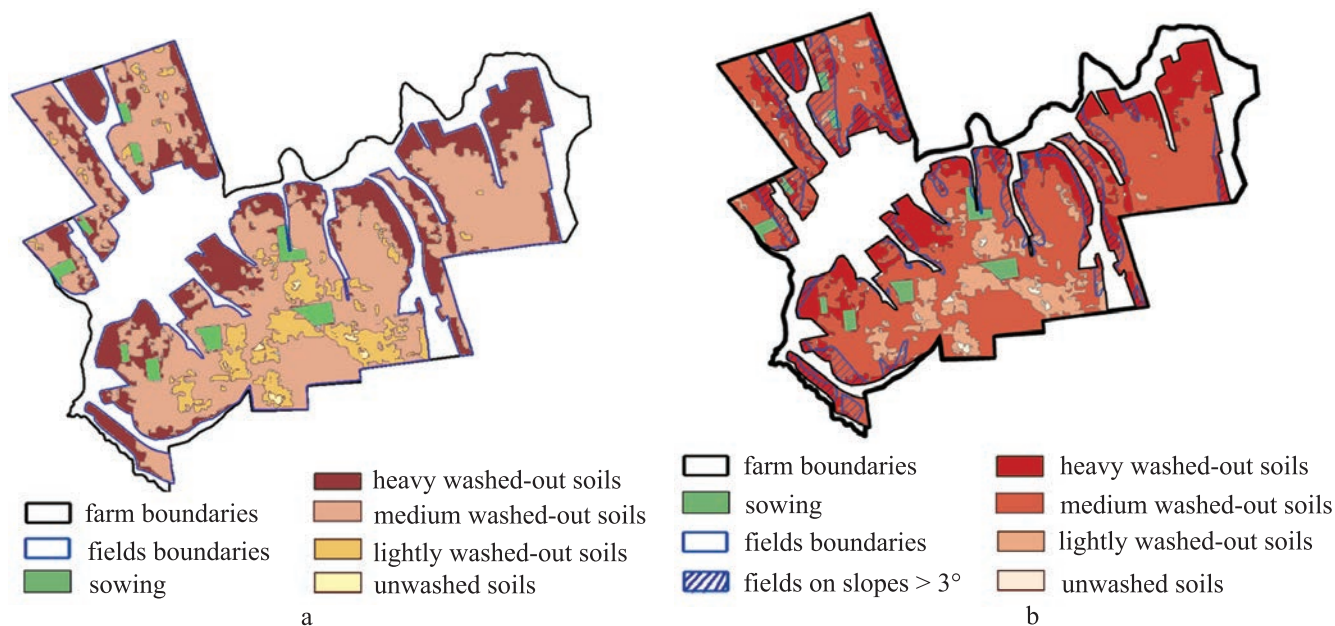 farm boundaries
fields boundaries
sowing
heavy washed-out soils
medium washed-out soils
lightly washed-out soils
unwashed soils
a
farm boundaries
sowing
fields boundaries
fields on slopes > 3°
heavy washed-out soils
medium washed-out soils
lightly washed-out soils
unwashed soils
b